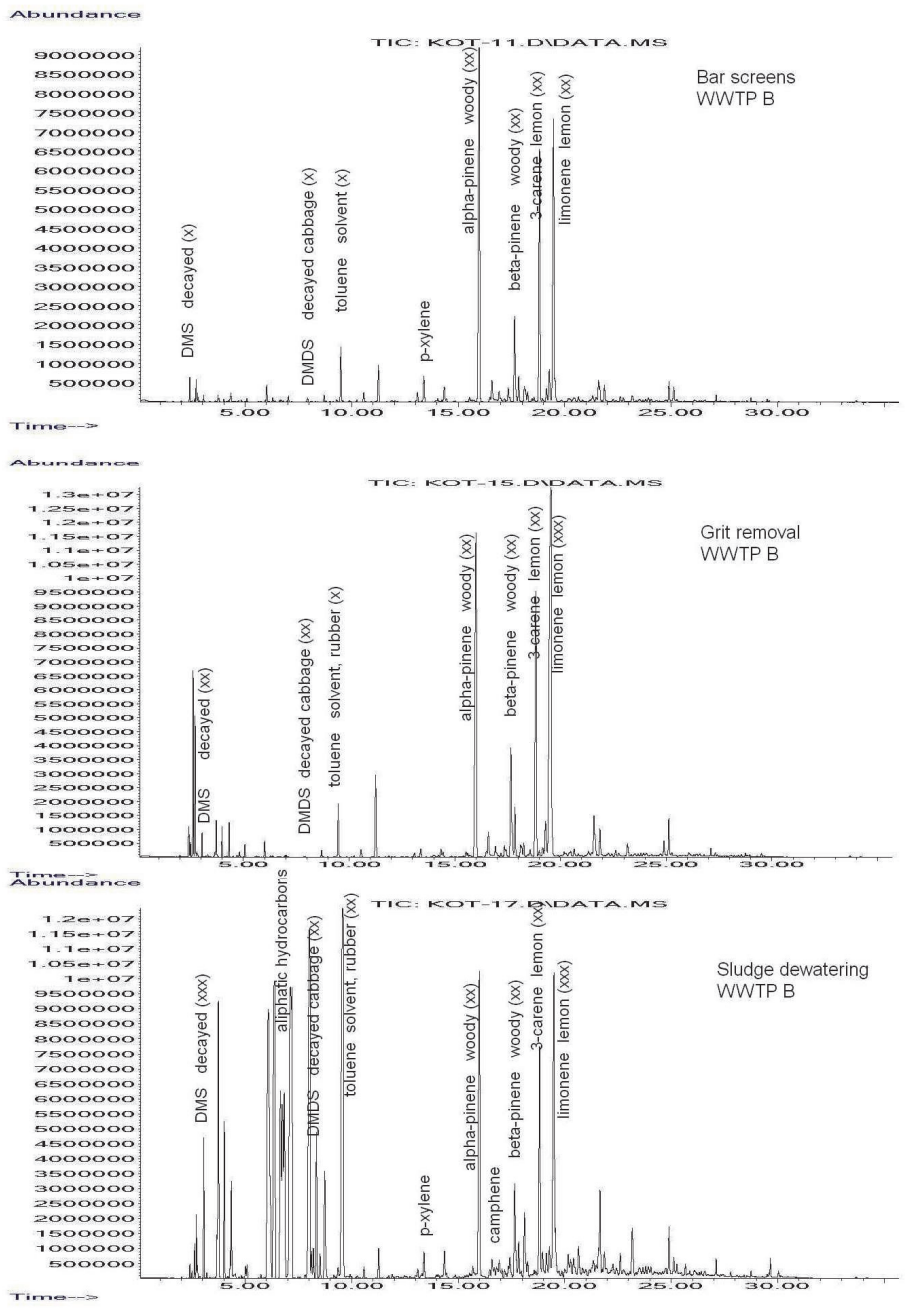 Abundance
TIC: KOT-11.D\DATA.MS
9000000
8500000
8000000
7500000
7000000
6500000
6000000
5500000
5000000
4500000
4000000
3500000
3000000
2500000
2000000
1500000
1000000
500000
DMS decayed (x)
DMDS decayed cabbage (x)
toluene solvent (x)
p-xylene
alpha-pinene woody (xx)
beta-pinene woody (xx)
3-carene lemon (xx)
limonene lemon (xx)
Bar screens
WWTP B
5.00 10.00 15.00 20.00 25.00 30.00
Time-->
Abundance
TIC: KOT-15.D\DATA.MS
1.3e+07
1.25e+07
1.2e+07
1.15e+07
1.1e+07
1.05e+07
1e+07
9500000
9000000
8500000
8000000
7500000
7000000
6500000
6000000
5500000
5000000
4500000
4000000
3500000
3000000
2500000
2000000
1500000
1000000
500000
DMS decayed (xx)
DMDS decayed cabbage (xx)
toluene solvent, rubber (x)
alpha-pinene woody (xx)
beta-pinene woody (xx)
3-carene lemon (xx)
limonene lemon (xxx)
Grit removal
WWTP B
5.00 10.00 15.00 20.00 25.00 30.00
Time-->
Abundance
TIC: KOT-17.D\DATA.MS
1.2e+07
1.15e+07
1.1e+07
1.05e+07
1e+07
9500000
9000000
8500000
8000000
7500000
7000000
6500000
6000000
5500000
5000000
4500000
4000000
3500000
3000000
2500000
2000000
1500000
1000000
500000
DMS decayed (xxx)
aliphatic hydrocarbons
DMDS decayed cabbage (xx)
toluene solvent, rubber (xx)
p-xylene
alpha-pinene woody (xx)
camphene
beta-pinene woody (xx)
3-carene lemon (xx)
limonene lemon (xxx)
Sludge dewatering
WWTP B
5.00 10.00 15.00 20.00 25.00 30.00
Time-->